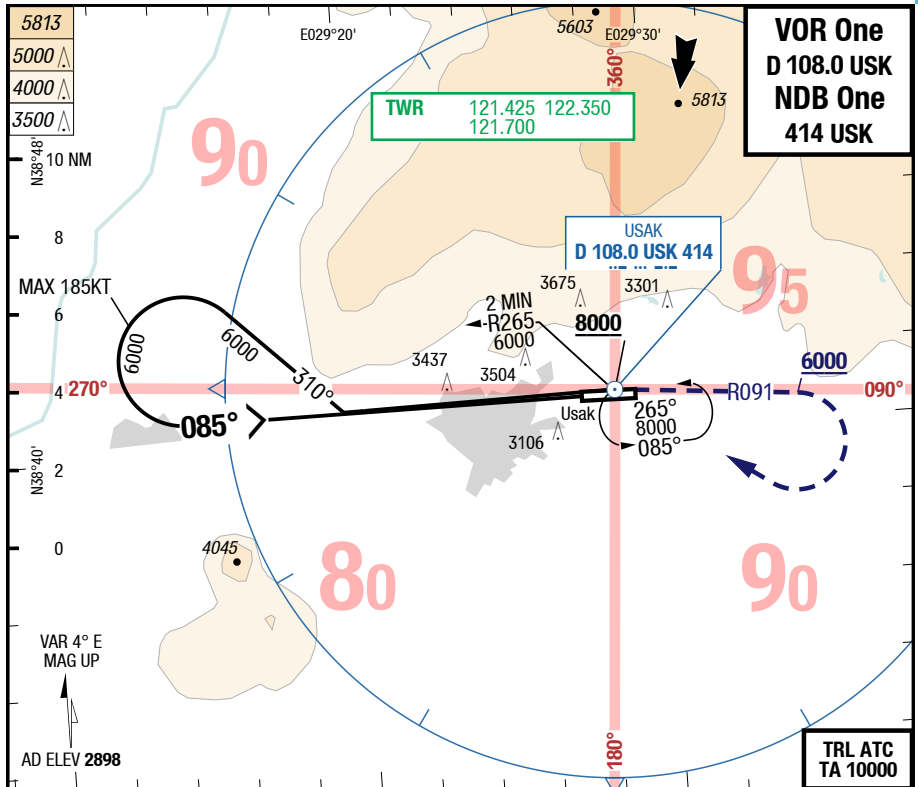 5813
5000
4000
3500
E029°20'
5603
E029°30'
5813
VOR One
D 108.0 USK
NDB One
414 USK
TWR 121.425 122.350
121.700
360°
N38°48'
10 NM
90
8
USAK
D 108.0 USK 414
95
MAX 185KT
6
6000
6000
310°
2 MIN
R265
6000
8000
3675
3301
3437
3504
6000
4
270°
R091
090°
085°
Usak
265°
8000
085°
3106
N38°40'
2
0
4045
80
90
VAR 4° E
MAG UP
AD ELEV 2898
180°
TRL ATC
TA 10000